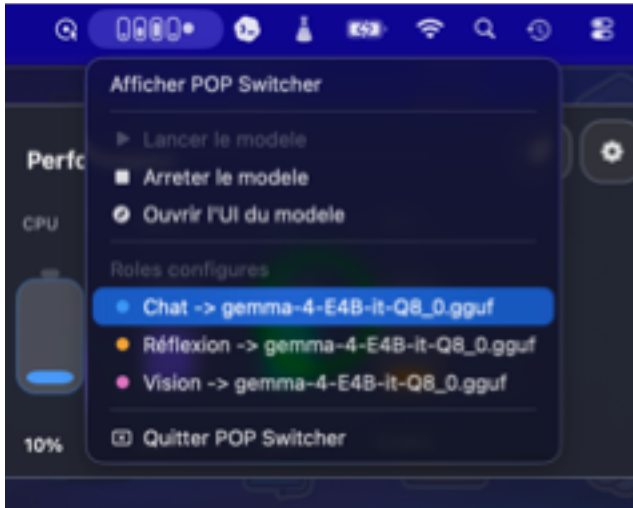 Afficher POP Switcher
Lancer le modele
Perfo
Arreter le modele
CPU
Ouvrir l'UI du modele
Roles configures
Chat -> gemma-4-E4B-it-Q8_0.gguf
Réflexion -> gemma-4-E4B-it-Q8_0.gguf
Vision -> gemma-4-E4B-it-Q8_0.gguf
10%
Quitter POP Switcher